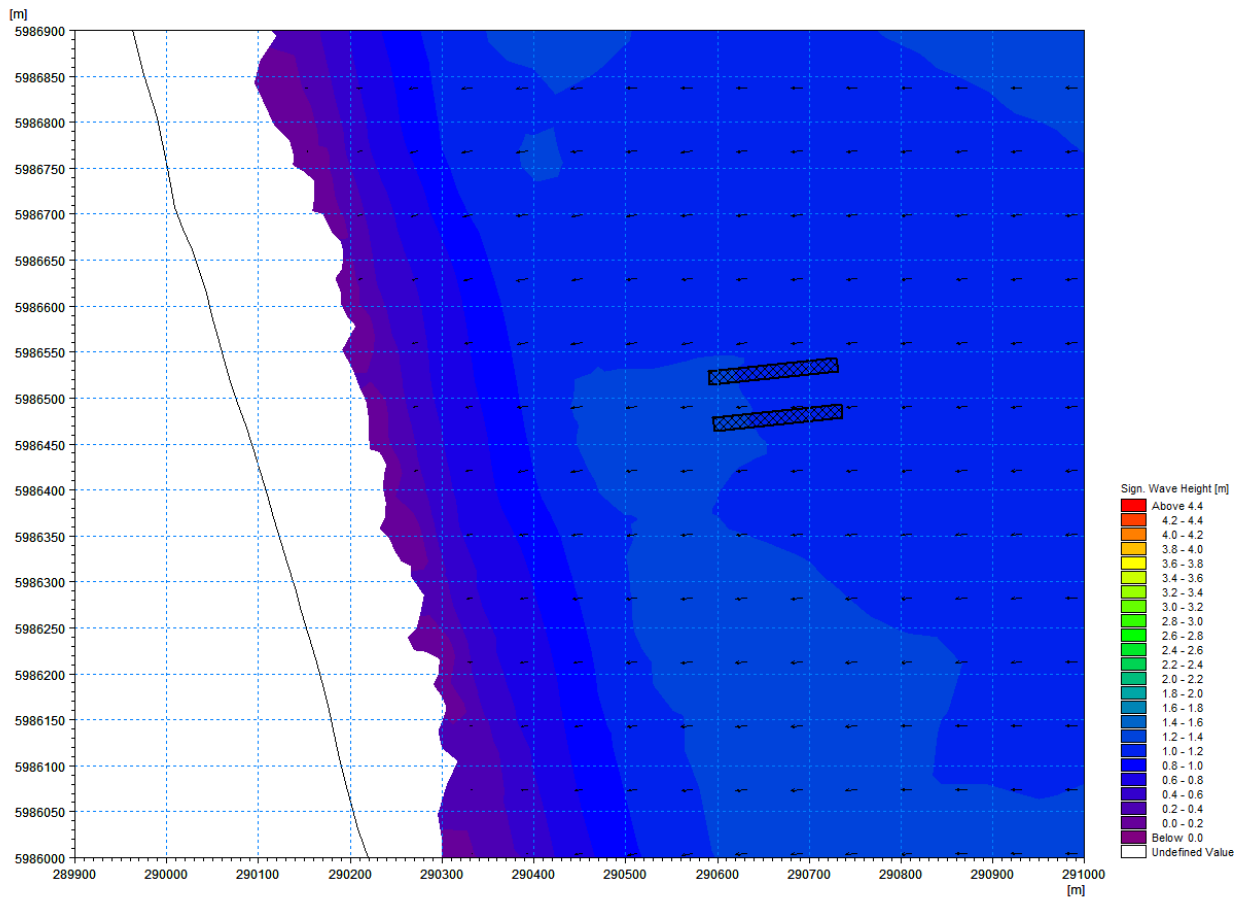 [m]
5986900
5986850
5986800
5986750
5986700
5986650
5986600
5986550
5986500
5986450
5986400
5986350
5986300
5986250
5986200
5986150
5986100
5986050
5986000
289900 290000 290100 290200 290300 290400 290500 290600 290700 290800 290900 291000
[m]
Sign. Wave Height [m]
Above 4.4
4.2 - 4.4
4.0 - 4.2
3.8 - 4.0
3.6 - 3.8
3.4 - 3.6
3.2 - 3.4
3.0 - 3.2
2.8 - 3.0
2.6 - 2.8
2.4 - 2.6
2.2 - 2.4
2.0 - 2.2
1.8 - 2.0
1.6 - 1.8
1.4 - 1.6
1.2 - 1.4
1.0 - 1.2
0.8 - 1.0
0.6 - 0.8
0.4 - 0.6
0.2 - 0.4
0.0 - 0.2
Below 0.0
Undefined Value